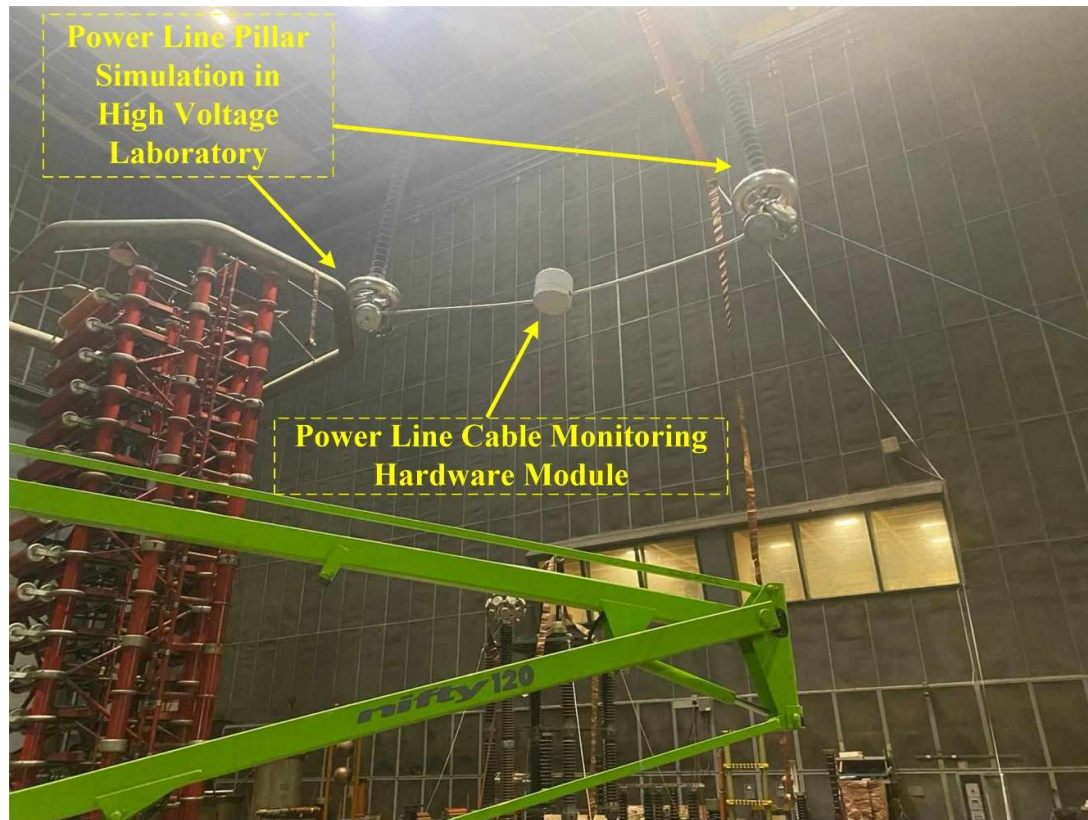 Power Line Pillar
Simulation in
High Voltage
Laboratory
Power Line Cable Monitoring
Hardware Module
nifty 120